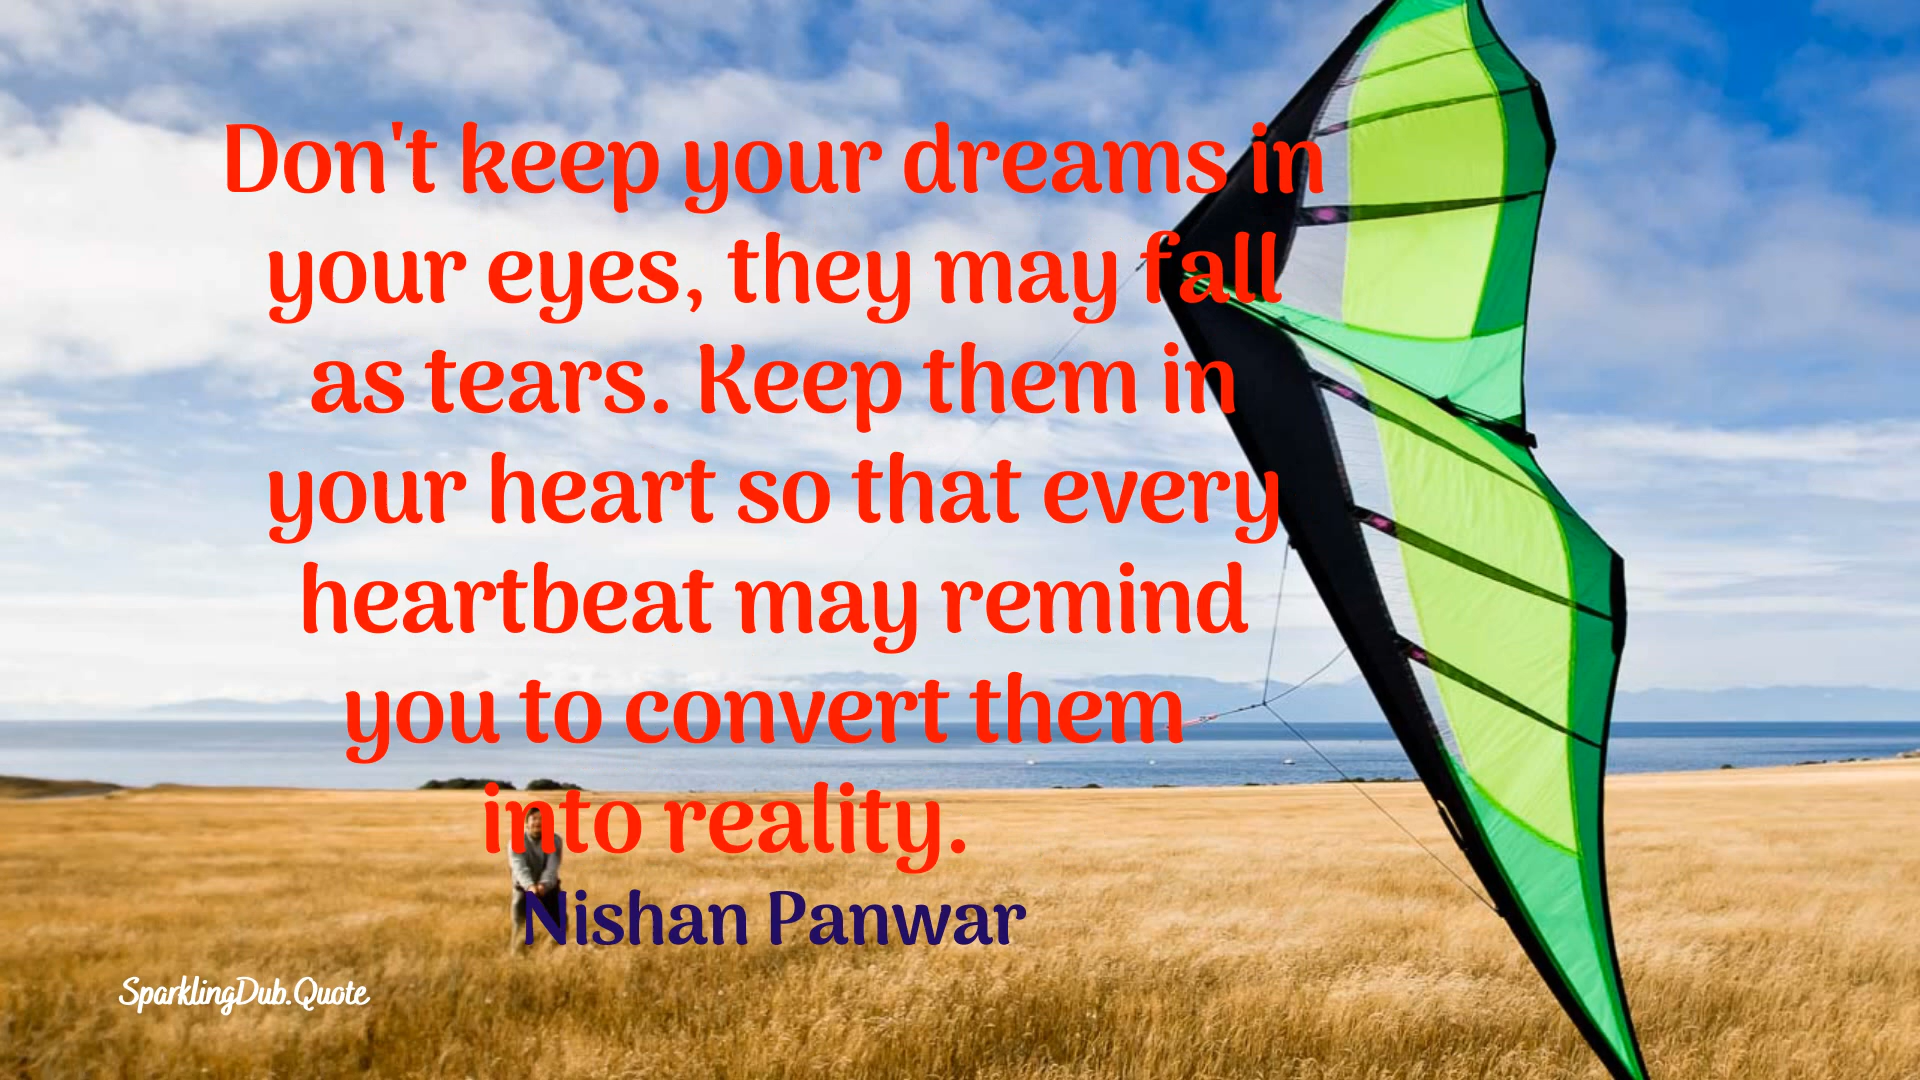 Don't keep your dreams in
your eyes, they may fall
as tears. Keep them in
your heart so that every
heartbeat may remind
you to convert them
into reality.
Nishan Panwar
SparklingDub.Quote